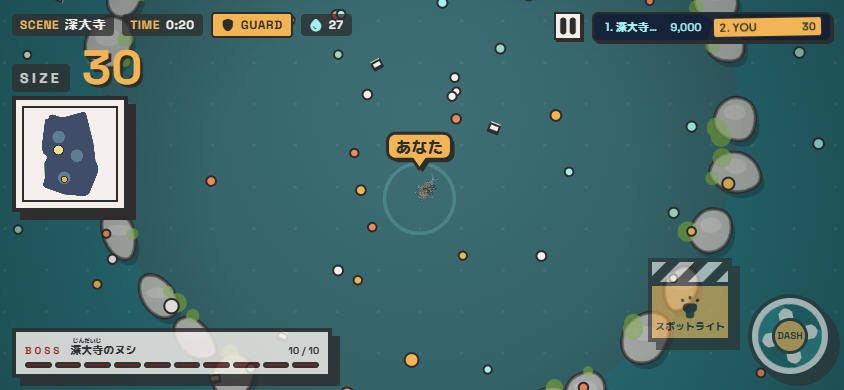 SCENE 深大寺
TIME 0:20
GUARD
27
1. 深大寺… 9,000
2. YOU 30
SIZE 30
あなた
スポットライト
DASH
BOSS 深大寺のヌシ 10 / 10
じんだいじ